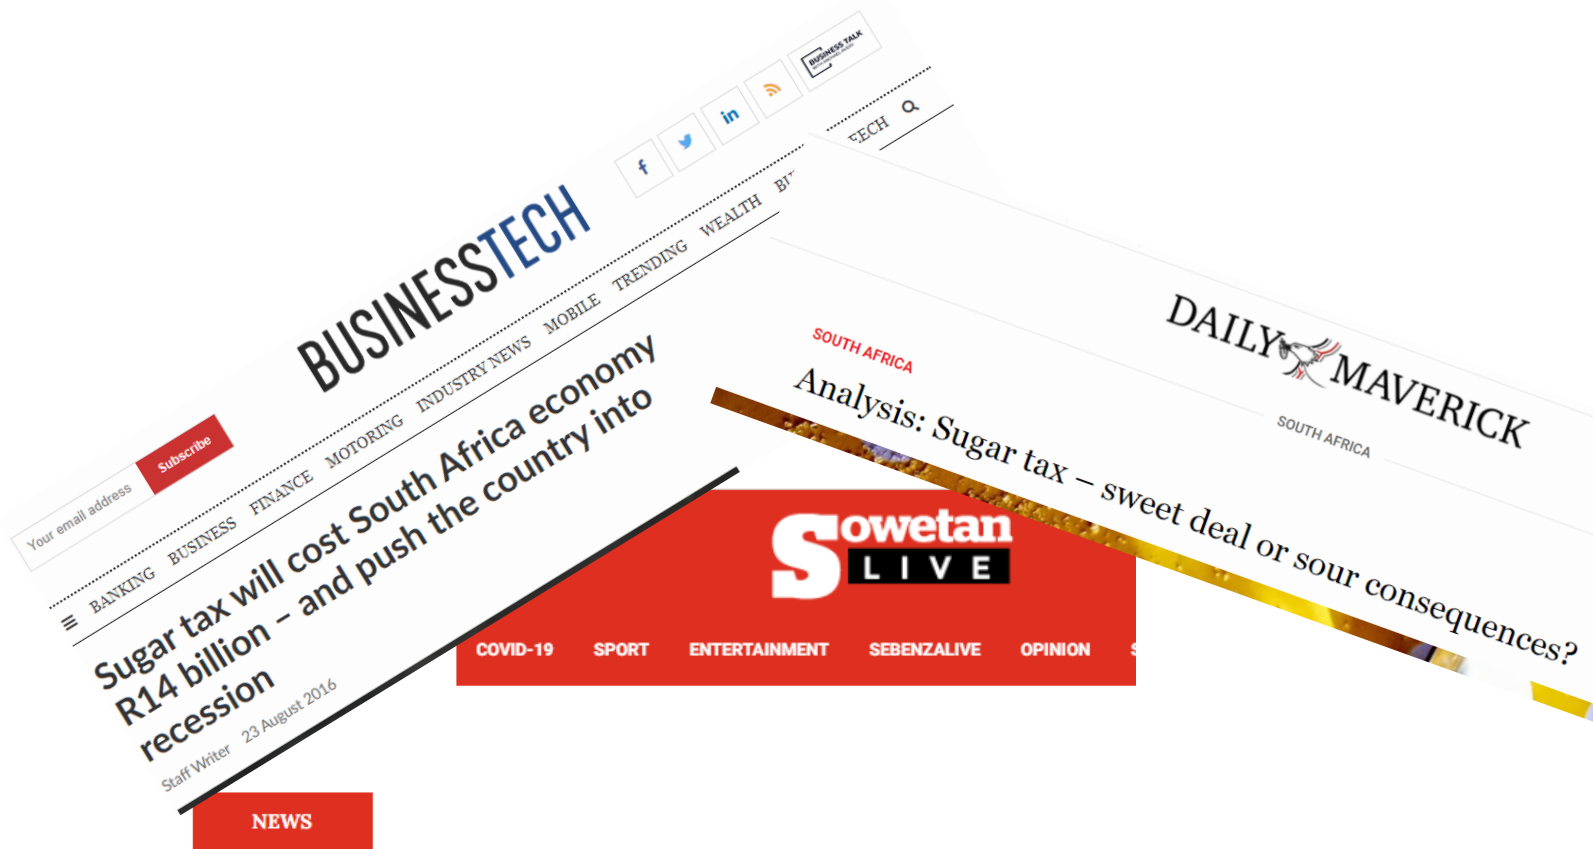 BUSINESS TALK
BUSINESSTECH
Your email address
Subscribe
BANKING BUSINESS FINANCE MOTORING INDUSTRY NEWS MOBILE TRENDING WEALTH
Sugar tax will cost South Africa economy
R14 billion – and push the country into
recession
Staff Writer 23 August 2016
DAILY MAVERICK
SOUTH AFRICA
SOUTH AFRICA
Analysis: Sugar tax – sweet deal or sour consequences?
Sowetan
LIVE
COVID-19 SPORT ENTERTAINMENT SEBENZALIVE OPINION
NEWS